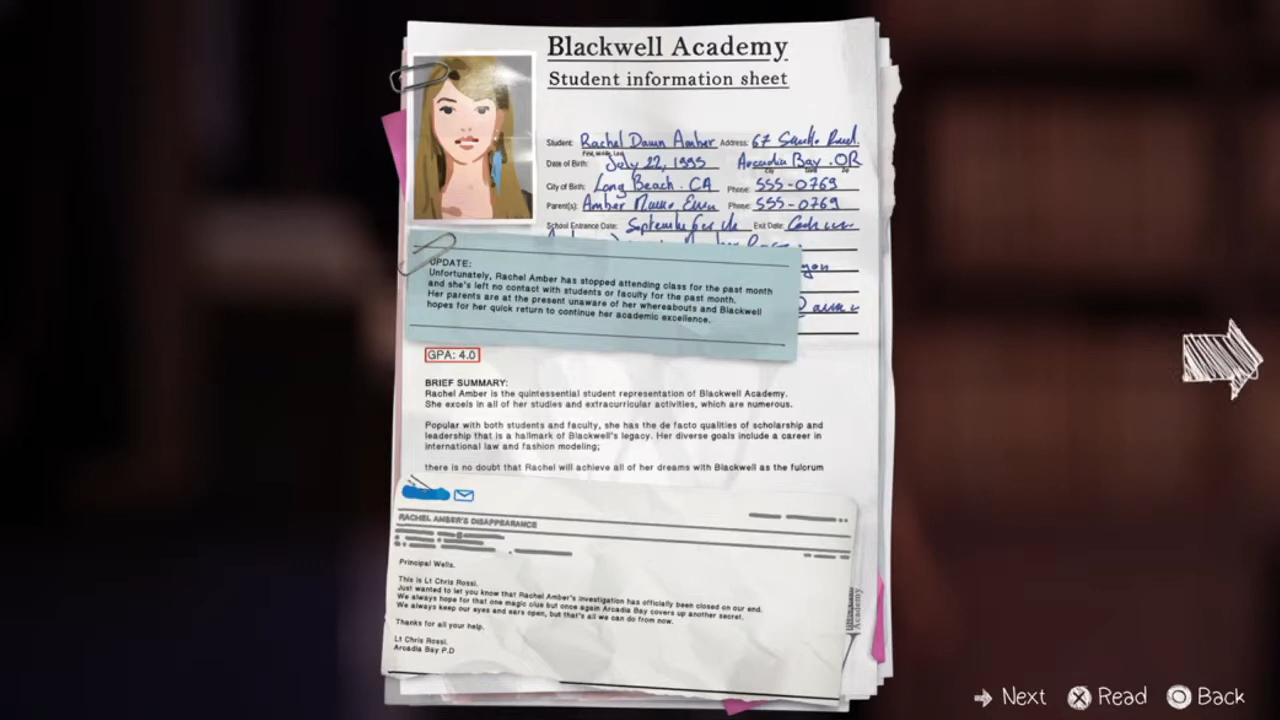 Blackwell Academy
Student information sheet
Student: Rachel Dawn Amber Address: 67
First, middle, Last
Date of Birth: July 22, 1995 Arcadia Bay . OR
City of Birth: Long Beach . CA Phone: 555-0769
Parent(s): Amber Phone: 555-0769
School Entrance Date: September Exit Date:
UPDATE:
Unfortunately, Rachel Amber has stopped attending class for the past month
and she's left no contact with students or faculty for the past month.
Her parents are at the present unaware of her whereabouts and Blackwell
hopes for her quick return to continue her academic excellence.
GPA: 4.0
BRIEF SUMMARY:
Rachel Amber is the quintessential student representation of Blackwell Academy.
She excels in all of her studies and extracurricular activities, which are numerous.
Popular with both students and faculty, she has the de facto qualities of scholarship and
leadership that is a hallmark of Blackwell's legacy. Her diverse goals include a career in
international law and fashion modeling;
there is no doubt that Rachel will achieve all of her dreams with Blackwell as the fulcrum
RACHEL AMBER'S DISAPPEARANCE
Principal Wells.
This is Lt Chris Rossi.
Just wanted to let you know that Rachel Amber's investigation has officially been closed on our end.
We always hope for that one magic clue but once again Arcadia Bay covers up another secret.
We always keep our eyes and ears open, but that's all we can do from now.
Thanks for all your help.
Lt Chris Rossi.
Arcadia Bay P.D
Academy
Next Read Back